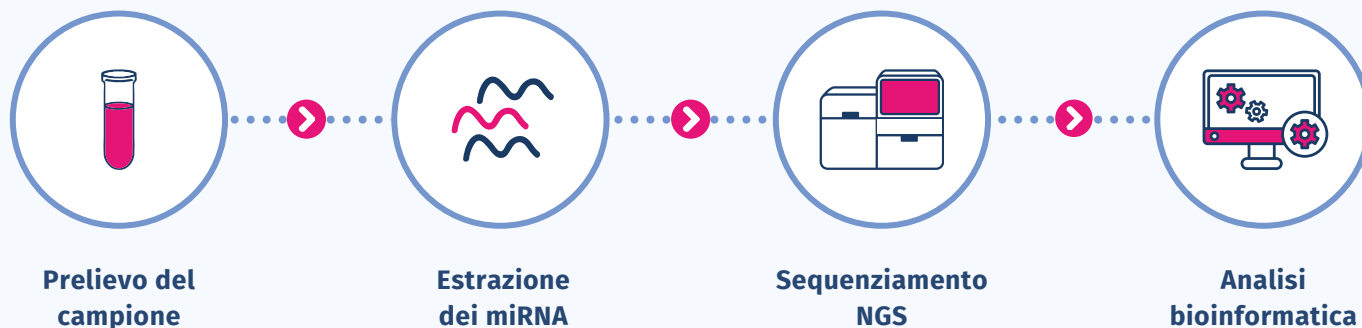 Prelievo del
campione
Estrazione
dei miRNA
Sequenziamento
NGS
Analisi
bioinformatica